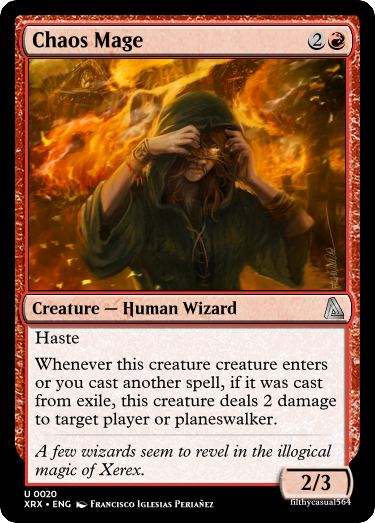 Chaos Mage 2
Creature — Human Wizard
Haste
Whenever this creature creature enters
or you cast another spell, if it was cast
from exile, this creature deals 2 damage
to target player or planeswalker.
A few wizards seem to revel in the illogical
magic of Xerex.
2/3
U 0020
XRX • ENG Francisco Iglesias Periañez
filthycasual564